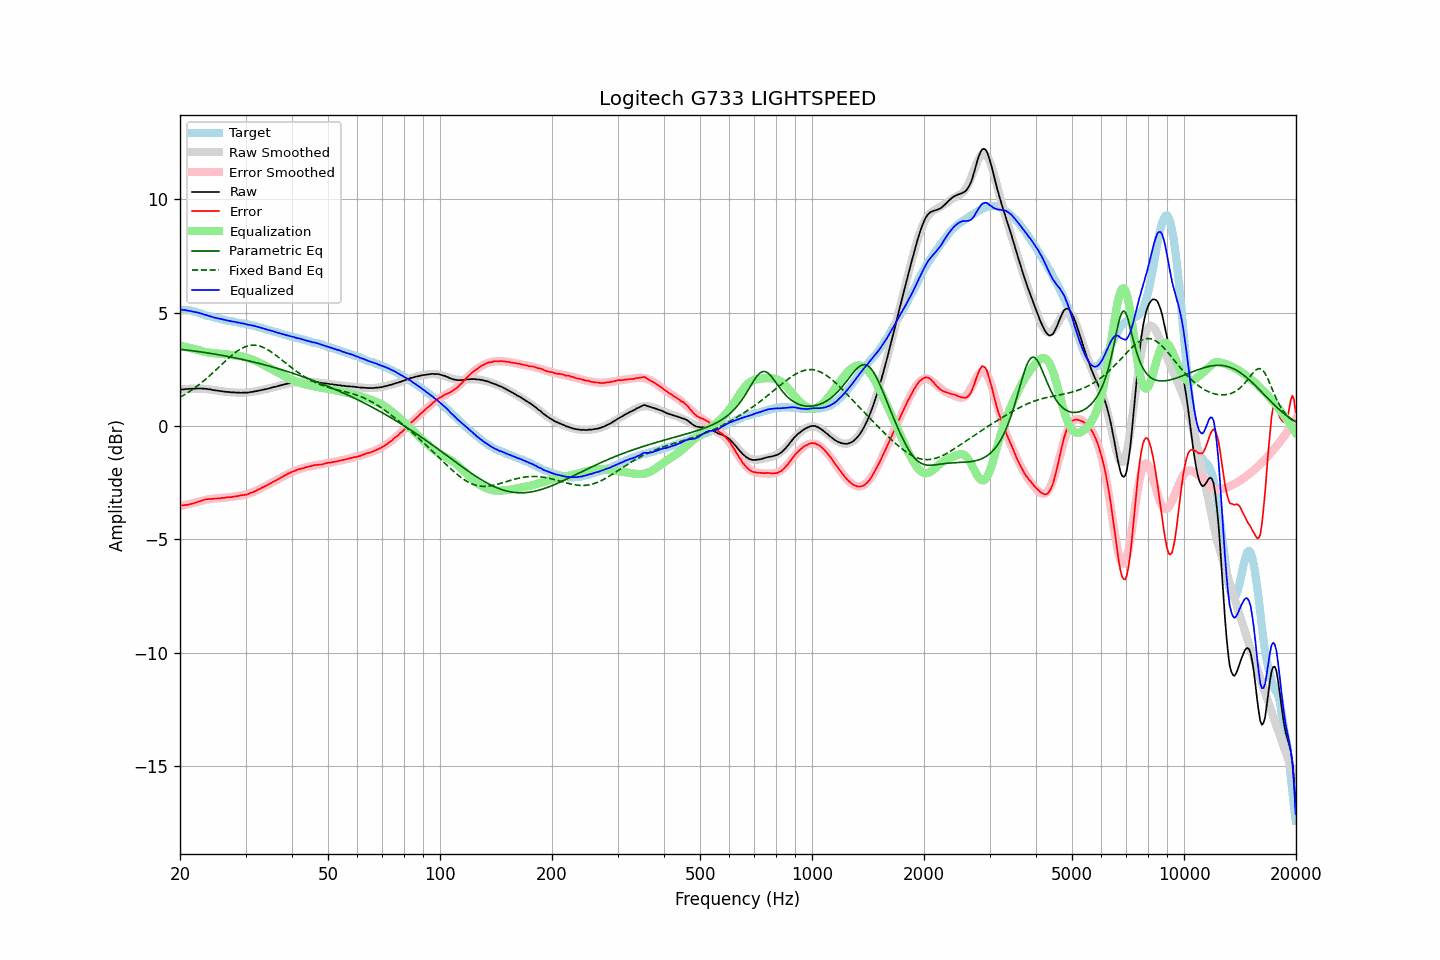 Logitech G733 LIGHTSPEED
Target
Raw Smoothed
Error Smoothed
Raw
Error
Equalization
Parametric Eq
Fixed Band Eq
Equalized
Amplitude (dBr)
10
5
0
−5
−10
−15
20 50 100 200 500 1000 2000 5000 10000 20000
Frequency (Hz)